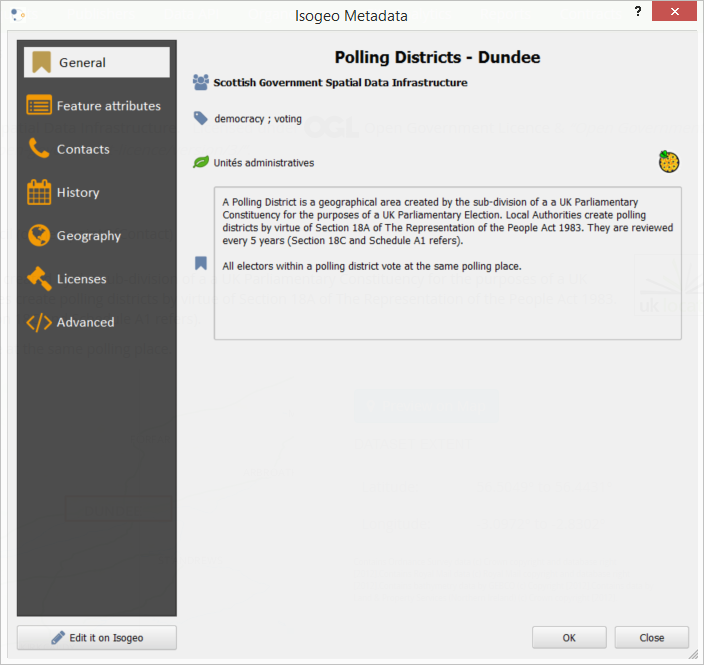 Isogeo Metadata
?
General
Feature attributes
Contacts
History
Geography
Licenses
Advanced
Polling Districts - Dundee
Scottish Government Spatial Data Infrastructure
democracy ; voting
Unités administratives
A Polling District is a geographical area created by the sub-division of a a UK Parliamentary
Constituency for the purposes of a UK Parliamentary Election. Local Authorities create polling
districts by virtue of Section 18A of The Representation of the People Act 1983. They are reviewed
every 5 years (Section 18C and Schedule A1 refers).
All electors within a polling district vote at the same polling place.
Edit it on Isogeo
OK
Close